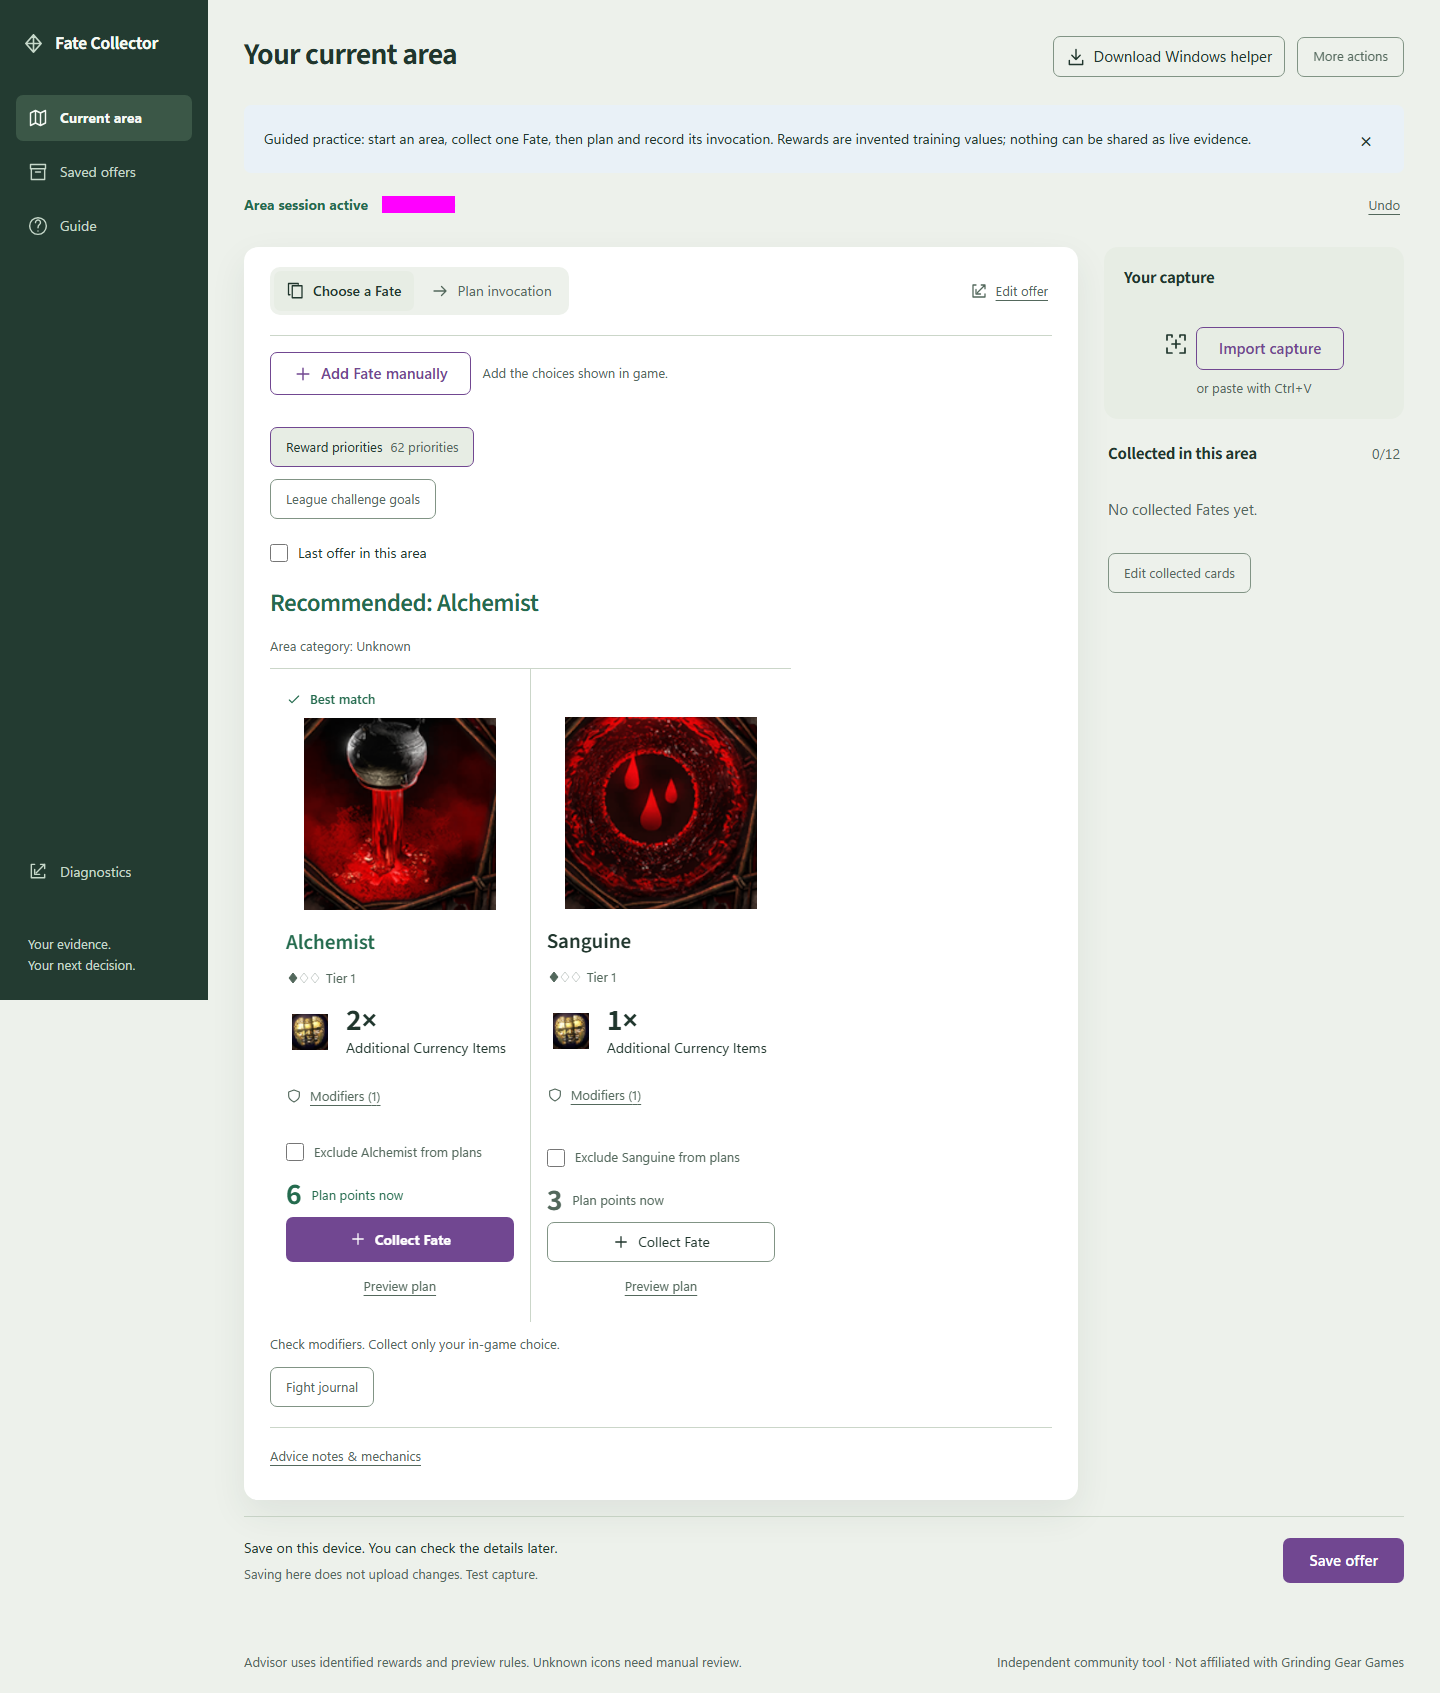 Fate Collector
Current area
Saved offers
Guide
Diagnostics
Your evidence.
Your next decision.
Your current area
Download Windows helper
More actions
Guided practice: start an area, collect one Fate, then plan and record its invocation. Rewards are invented training values; nothing can be shared as live evidence.
Area session active
Undo
Choose a Fate
Plan invocation
Edit offer
Add Fate manually
Add the choices shown in game.
Reward priorities 62 priorities
League challenge goals
Last offer in this area
Recommended: Alchemist
Area category: Unknown
Best match
Alchemist
Tier 1
2×
Additional Currency Items
Modifiers (1)
Exclude Alchemist from plans
6 Plan points now
Collect Fate
Preview plan
Sanguine
Tier 1
1×
Additional Currency Items
Modifiers (1)
Exclude Sanguine from plans
3 Plan points now
Collect Fate
Preview plan
Check modifiers. Collect only your in-game choice.
Fight journal
Advice notes & mechanics
Your capture
Import capture
or paste with Ctrl+V
Collected in this area 0/12
No collected Fates yet.
Edit collected cards
Save on this device. You can check the details later.
Saving here does not upload changes. Test capture.
Save offer
Advisor uses identified rewards and preview rules. Unknown icons need manual review.
Independent community tool · Not affiliated with Grinding Gear Games